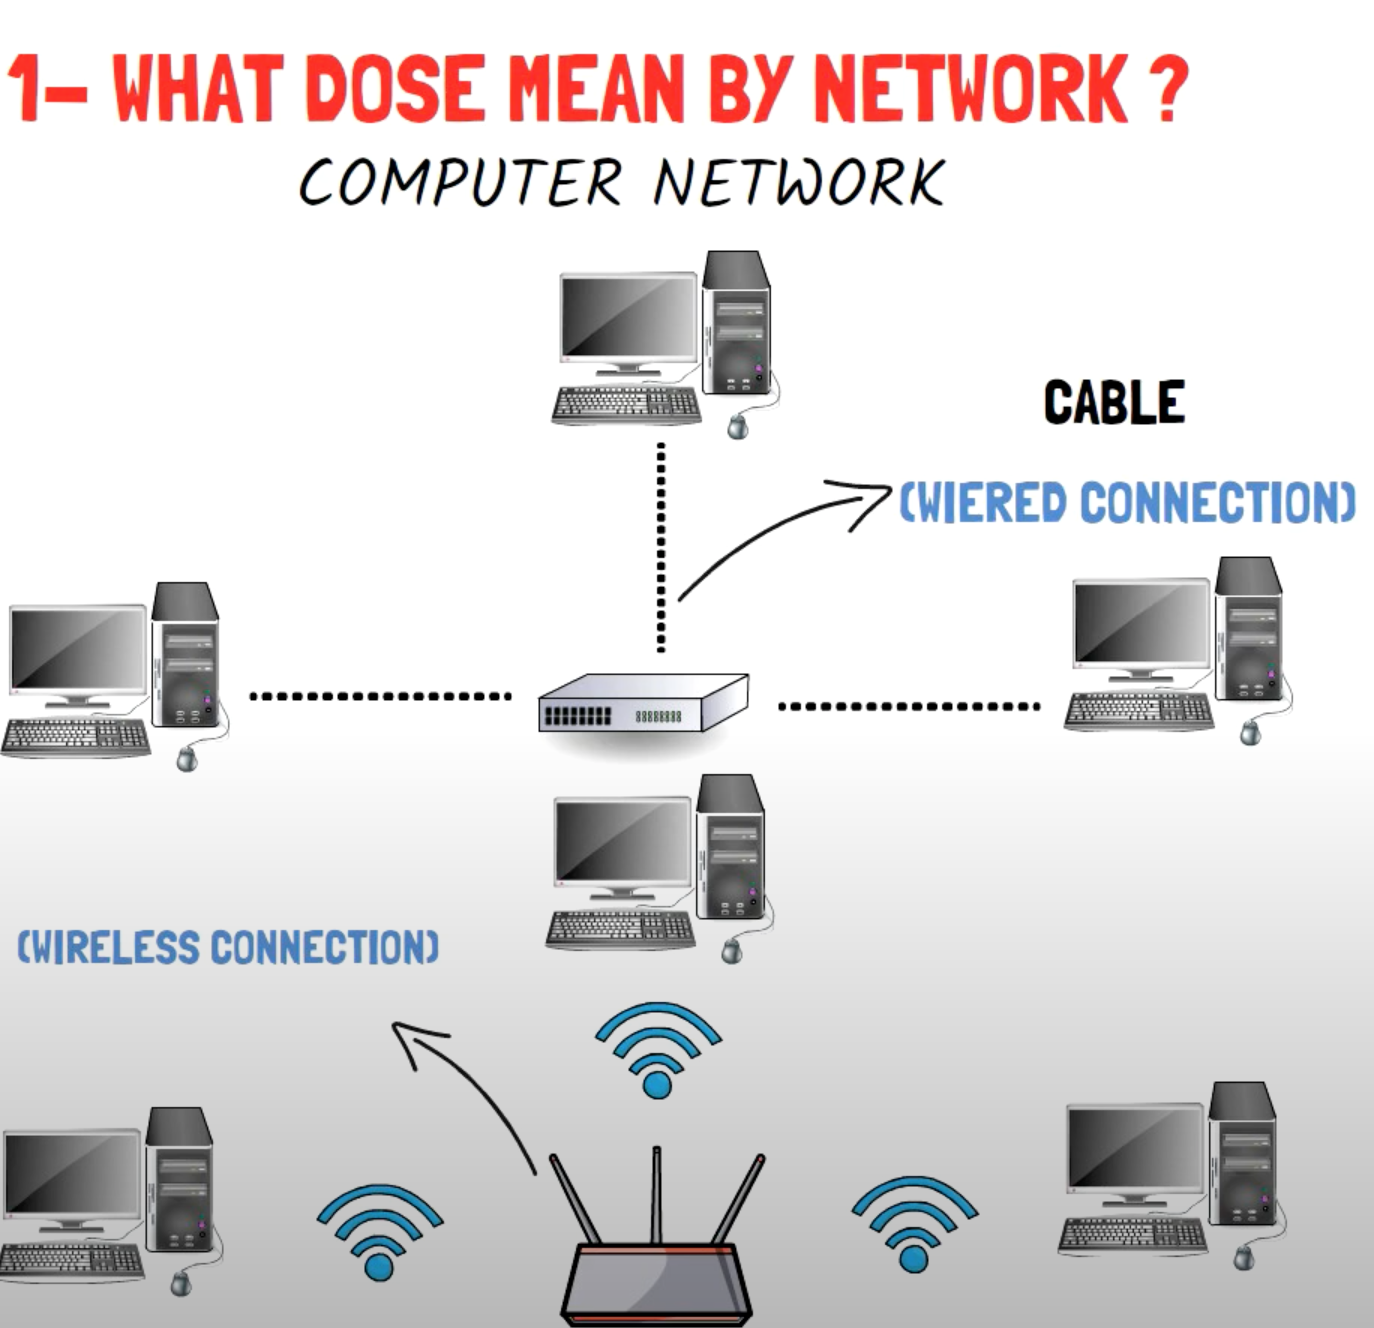 1- WHAT DOSE MEAN BY NETWORK ?
COMPUTER NETWORK
CABLE
(WIERED CONNECTION)
(WIRELESS CONNECTION)